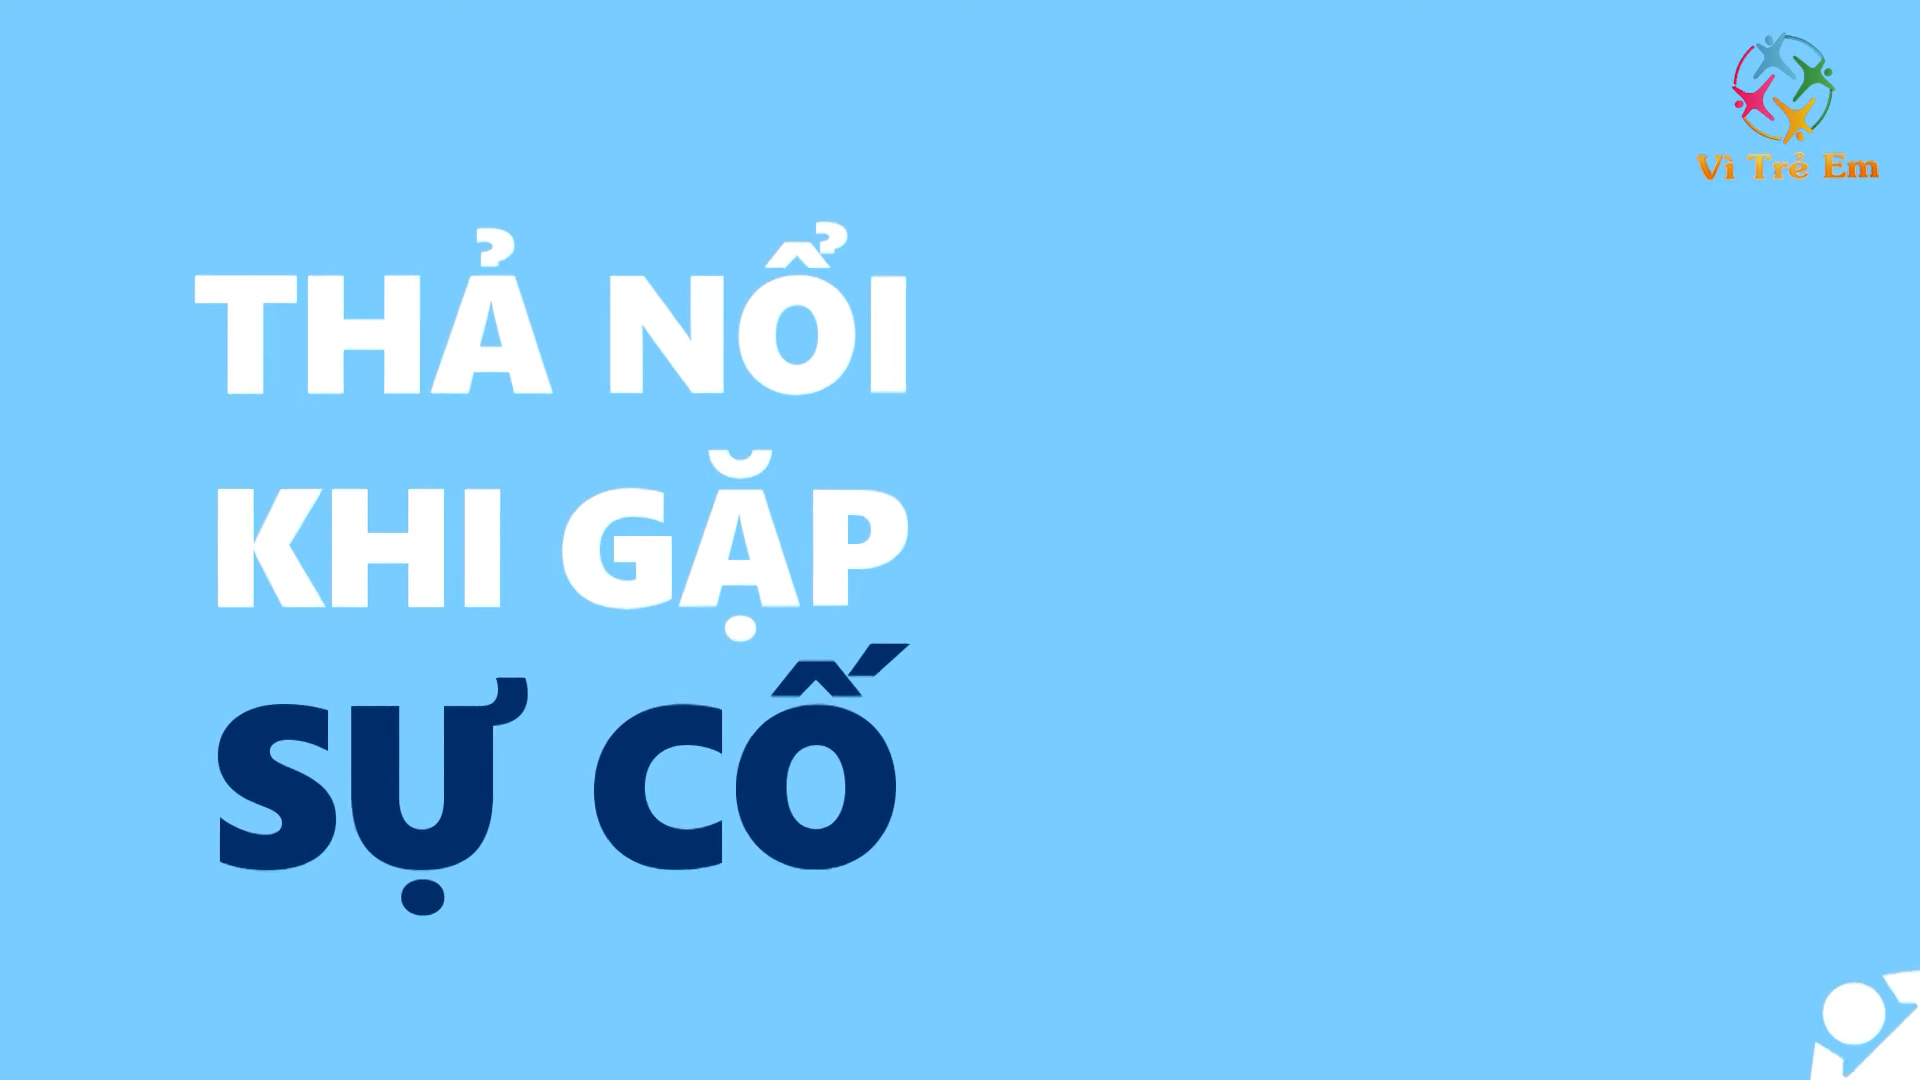 Vì Trẻ Em
THẢ NỔI
KHI GẶP
SỰ CỐ